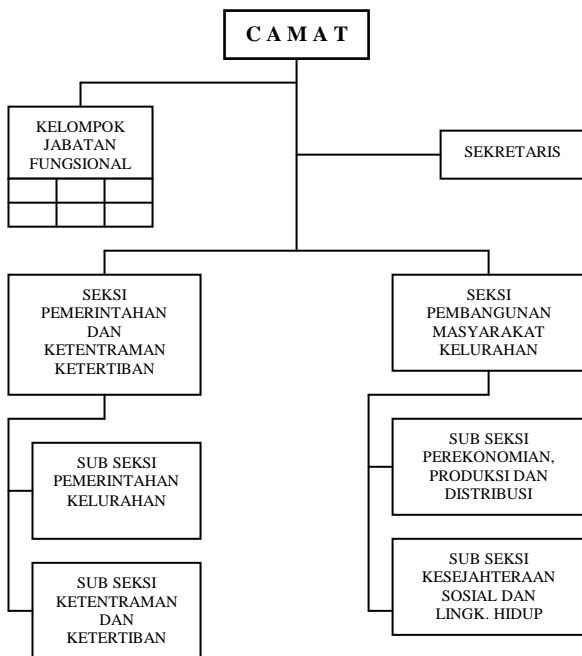 C A M A T
KELOMPOK
JABATAN
FUNGSIONAL
SEKRETARIS
SEKSI
PEMERINTAHAN
DAN
KETENTRAMAN
KETERTIBAN
SEKSI
PEMBANGUNAN
MASYARAKAT
KELURAHAN
SUB SEKSI
PEMERINTAHAN
KELURAHAN
SUB SEKSI
PEREKONOMIAN,
PRODUKSI DAN
DISTRIBUSI
SUB SEKSI
KETENTRAMAN
DAN
KETERTIBAN
SUB SEKSI
KESEJAHTERAAN
SOSIAL DAN
LINGK. HIDUP